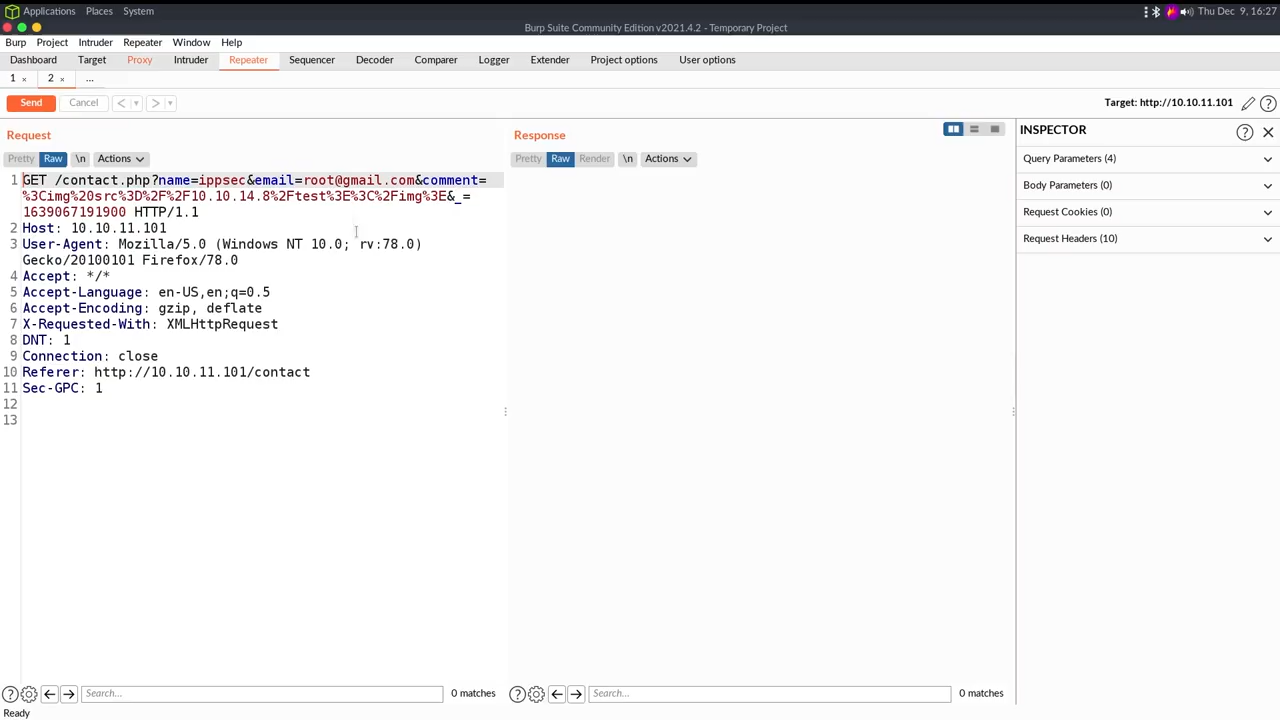 Applications Places System Thu Dec 9, 16:27
Burp Suite Community Edition v2021.4.2 - Temporary Project
Burp Project Intruder Repeater Window Help
Dashboard Target Proxy Intruder Repeater Sequencer Decoder Comparer Logger Extender Project options User options
1 × 2 × ...
Send Cancel < > Target: http://10.10.11.101
Request
Pretty Raw \n Actions
1 GET /contact.php?name=ippsec&email=root@gmail.com&comment=
%3Cimg%20src%3D%2F%2F10.10.14.8%2Ftest%3E%3C%2Fimg%3E&_=
1639067191900 HTTP/1.1
2 Host: 10.10.11.101
3 User-Agent: Mozilla/5.0 (Windows NT 10.0; rv:78.0)
Gecko/20100101 Firefox/78.0
4 Accept: */*
5 Accept-Language: en-US,en;q=0.5
6 Accept-Encoding: gzip, deflate
7 X-Requested-With: XMLHttpRequest
8 DNT: 1
9 Connection: close
10 Referer: http://10.10.11.101/contact
11 Sec-GPC: 1
12
13
Search... 0 matches
Response
Pretty Raw Render \n Actions
Search... 0 matches
INSPECTOR
Query Parameters (4)
Body Parameters (0)
Request Cookies (0)
Request Headers (10)
Ready